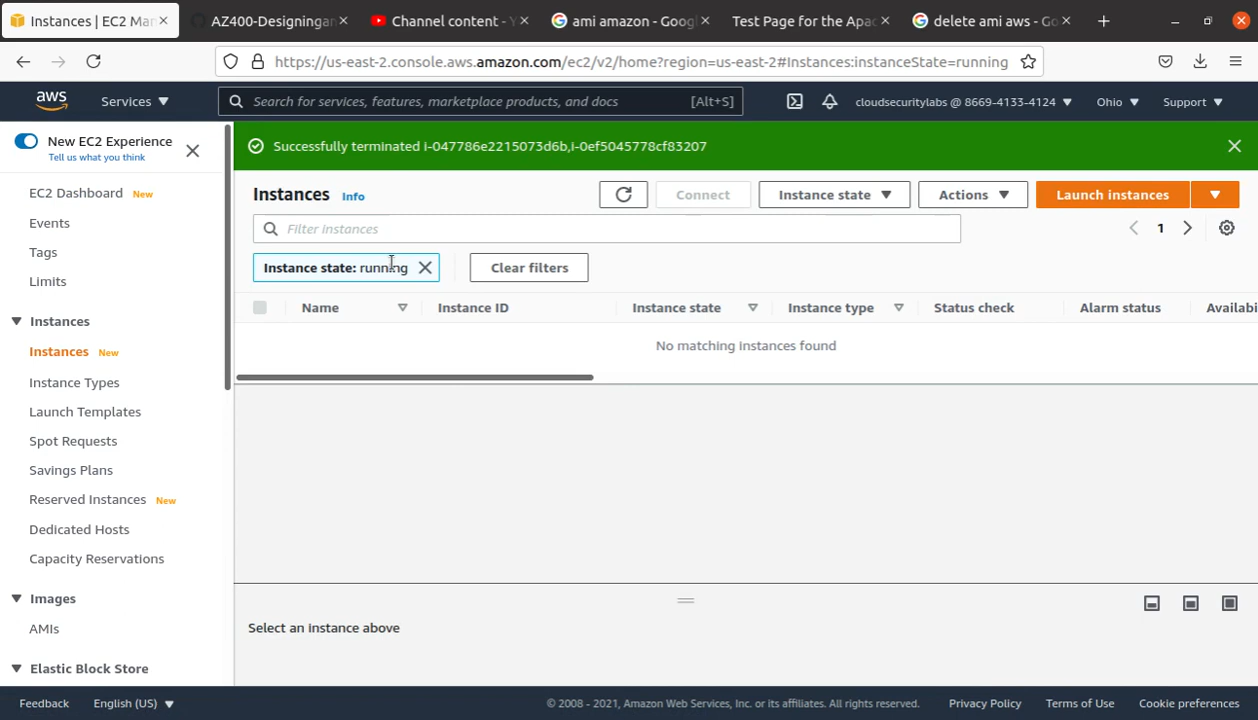 Instances | EC2 Man
AZ400-Designingan
Channel content - Y
ami amazon - Googl
Test Page for the Apac
delete ami aws - Go
https://us-east-2.console.aws.amazon.com/ec2/v2/home?region=us-east-2#Instances:instanceState=running
aws
Services
Search for services, features, marketplace products, and docs [Alt+S]
cloudsecuritylabs @ 8669-4133-4124
Ohio
Support
New EC2 Experience
Tell us what you think
EC2 Dashboard New
Events
Tags
Limits
Instances
Instances New
Instance Types
Launch Templates
Spot Requests
Savings Plans
Reserved Instances New
Dedicated Hosts
Capacity Reservations
Images
AMIs
Elastic Block Store
Successfully terminated i-047786e2215073d6b,i-0ef5045778cf83207
Instances Info
Connect
Instance state
Actions
Launch instances
Filter instances
1
Instance state: running
Clear filters
Name
Instance ID
Instance state
Instance type
Status check
Alarm status
Availabi
No matching instances found
Select an instance above
Feedback
English (US)
© 2008 - 2021, Amazon Web Services, Inc. or its affiliates. All rights reserved.
Privacy Policy
Terms of Use
Cookie preferences